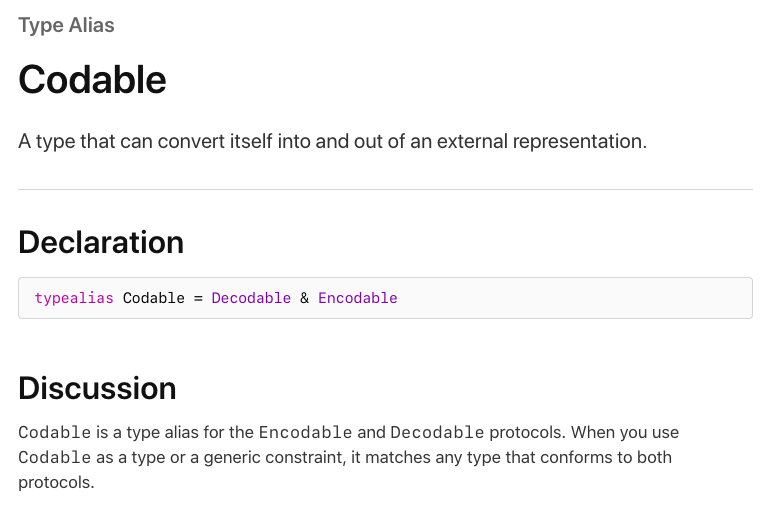 Type Alias
Codable
A type that can convert itself into and out of an external representation.
Declaration
typealias Codable = Decodable & Encodable
Discussion
Codable is a type alias for the Encodable and Decodable protocols. When you use
Codable as a type or a generic constraint, it matches any type that conforms to both
protocols.